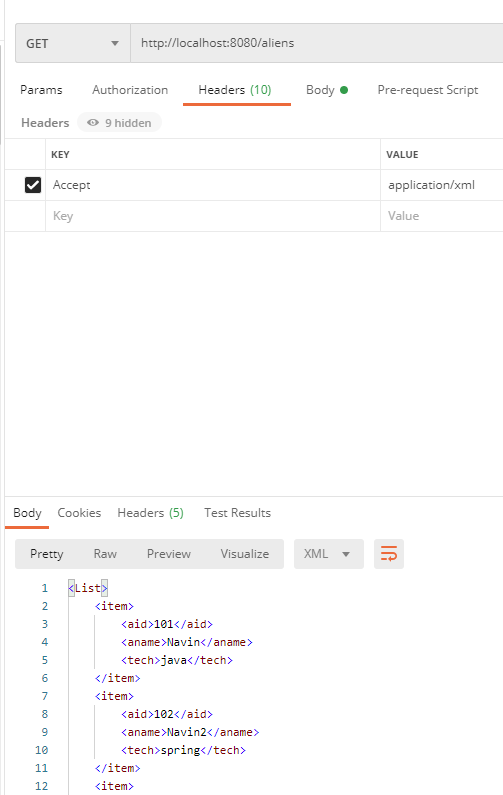 GET http://localhost:8080/aliens
Params Authorization Headers (10) Body Pre-request Script
Headers 9 hidden
KEY VALUE
Accept application/xml
Key Value
Body Cookies Headers (5) Test Results
Pretty Raw Preview Visualize XML
1 <List>
2 <item>
3 <aid>101</aid>
4 <aname>Navin</aname>
5 <tech>java</tech>
6 </item>
7 <item>
8 <aid>102</aid>
9 <aname>Navin2</aname>
10 <tech>spring</tech>
11 </item>
12 <item>